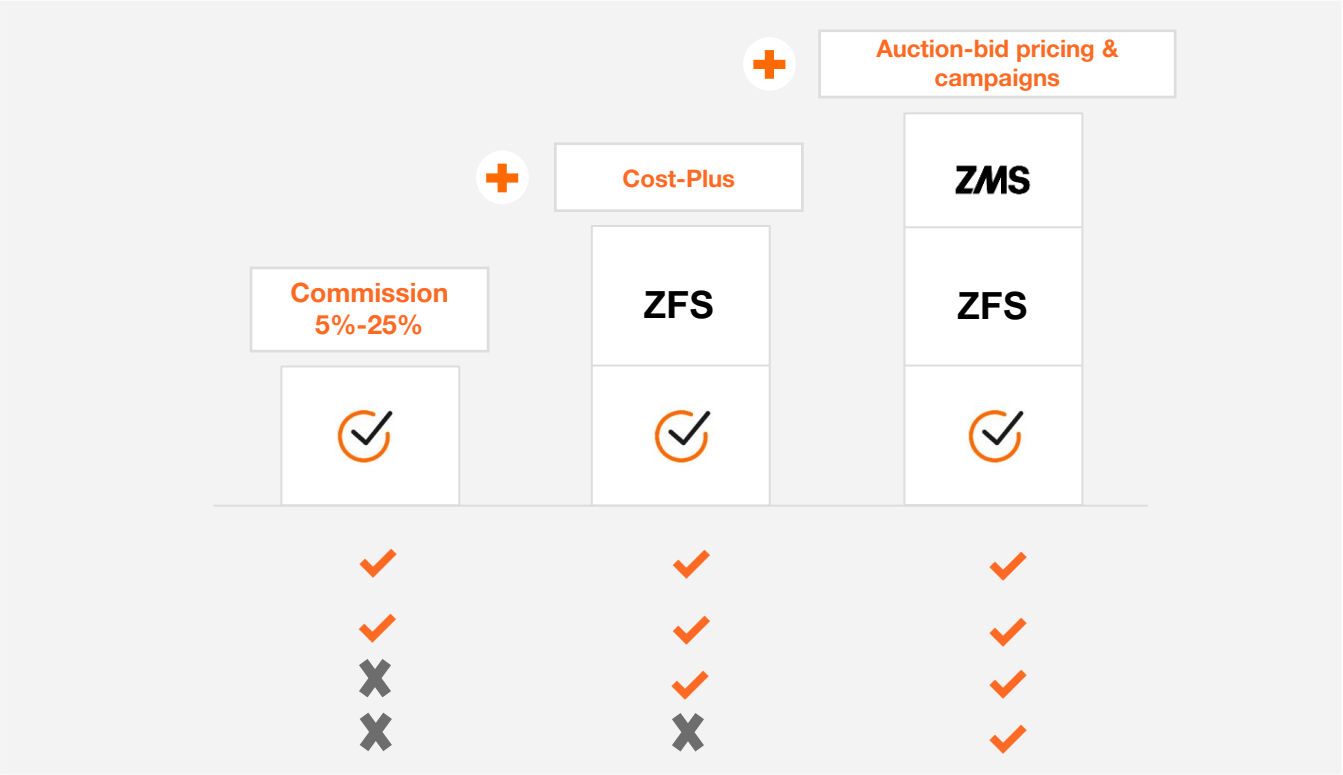 Auction-bid pricing &
campaigns
Cost-Plus
ZMS
Commission
5%-25%
ZFS
ZFS